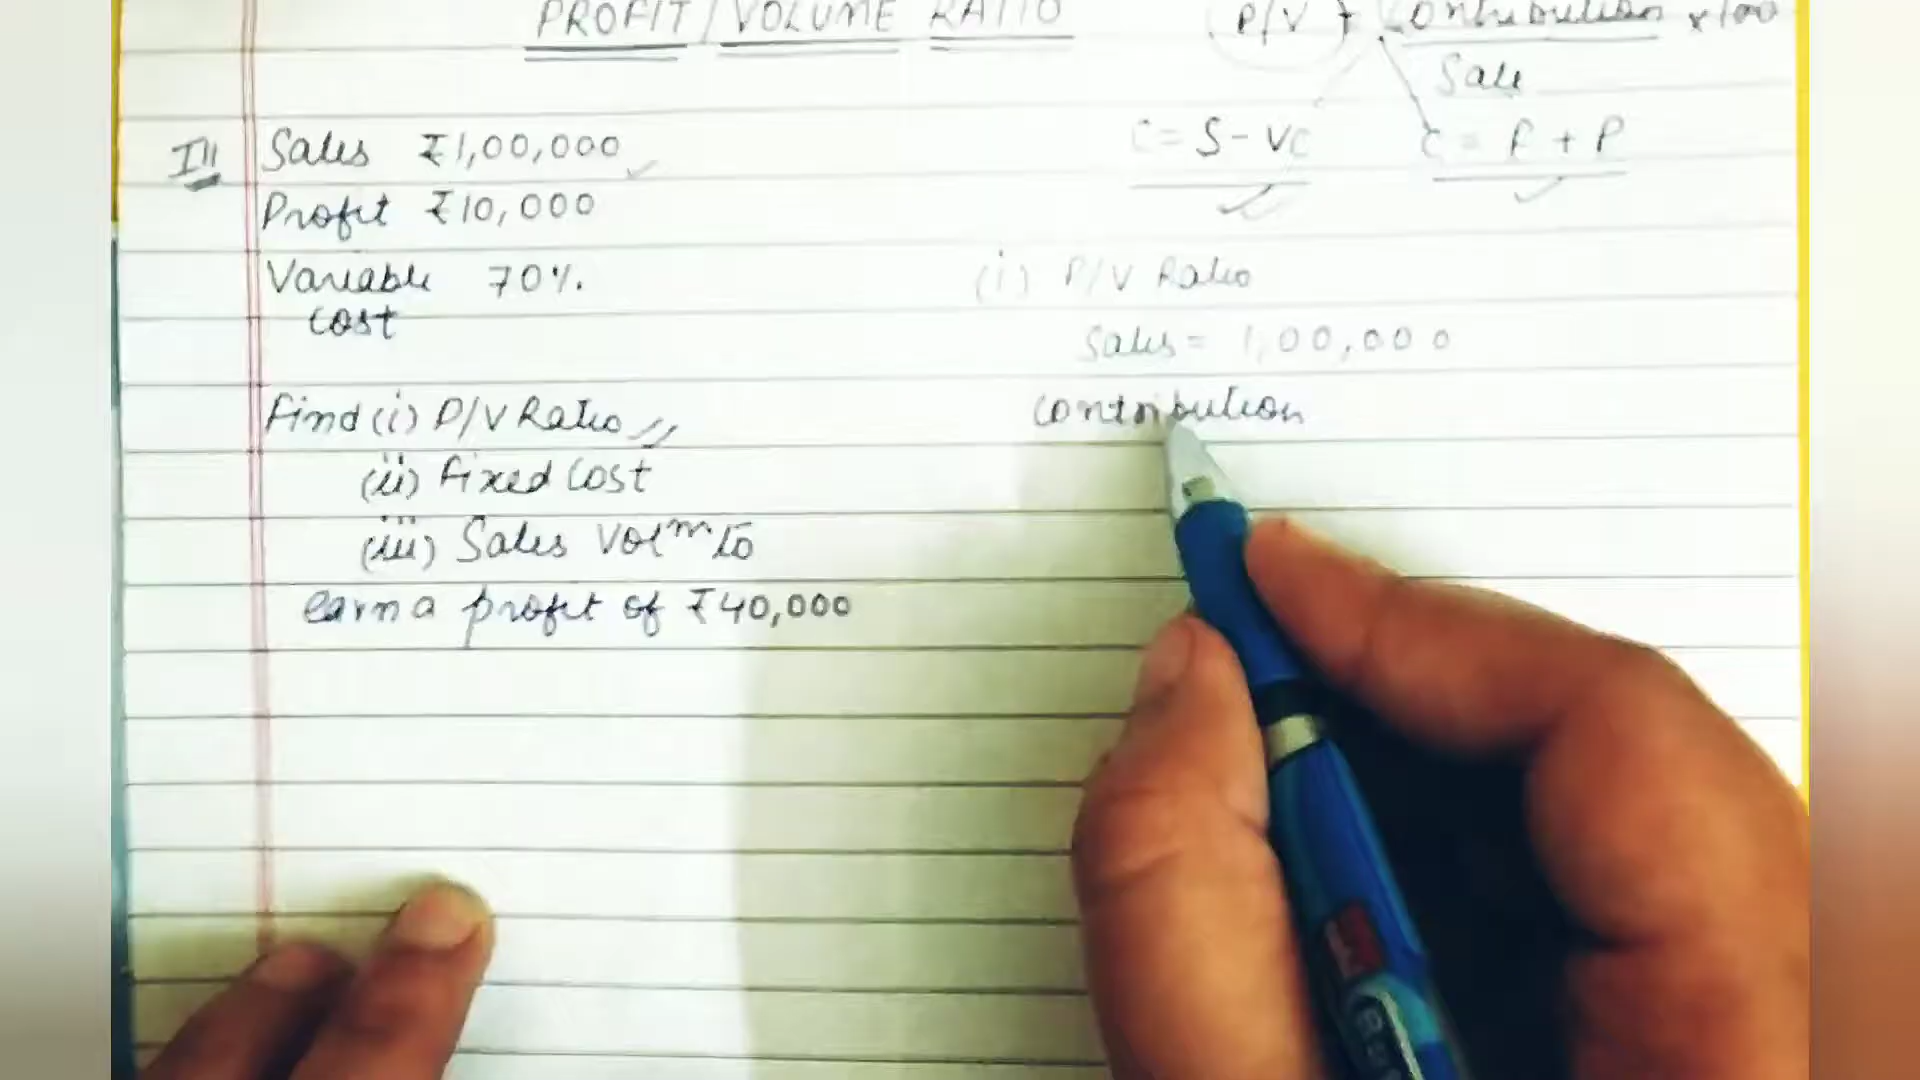 PROFIT/VOLUME RATIO
Ill Sales ₹1,00,000
Profit ₹10,000
Variable 70%.
cost
Find (i) P/V Ratio
(ii) Fixed Cost
(iii) Sales Volm to
earn a profit of ₹40,000
P/V = Contribution × 100
Sale
C = S - VC
C = F + P
(i) P/V Ratio
Sales = 1,00,000
Contribution